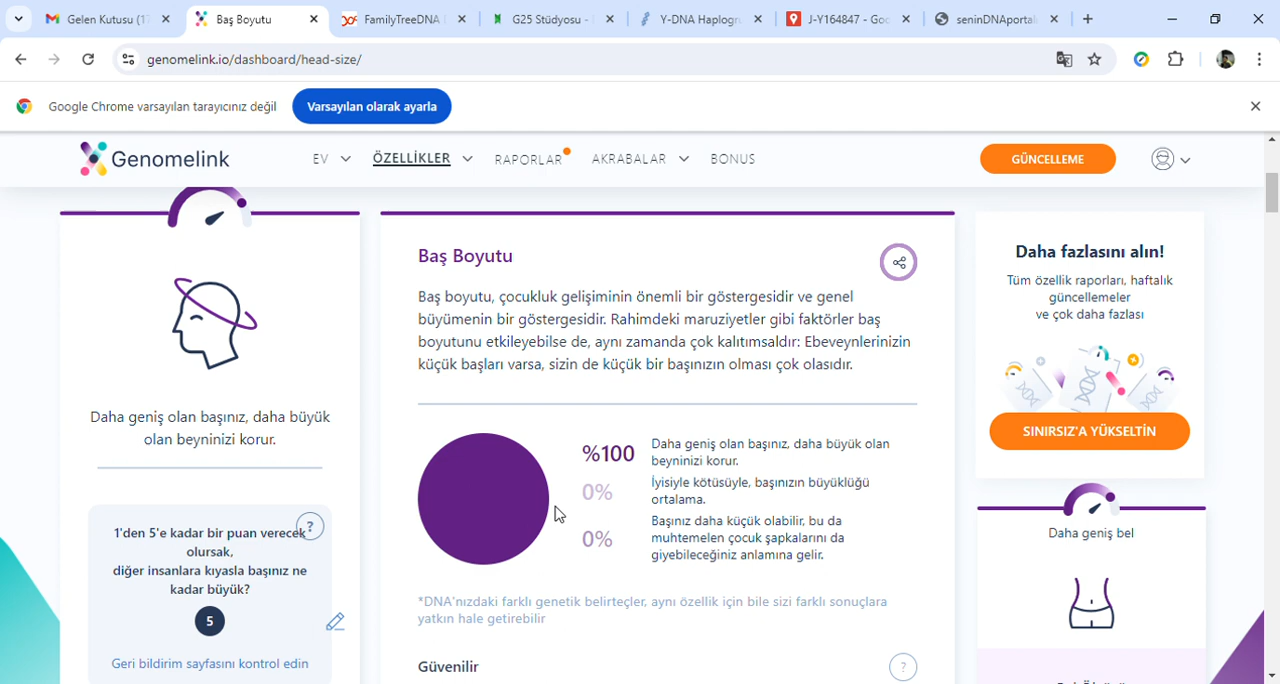 Gelen Kutusu (17
Baş Boyutu
FamilyTreeDNA
G25 Stüdyosu -
Y-DNA Haplogru
J-Y164847 - Goo
seninDNAportal
genomelink.io/dashboard/head-size/
Google Chrome varsayılan tarayıcınız değil
Varsayılan olarak ayarla
Genomelink
EV
ÖZELLİKLER
RAPORLAR
AKRABALAR
BONUS
GÜNCELLEME
Daha geniş olan başınız, daha büyük
olan beyninizi korur.
1'den 5'e kadar bir puan verecek
olursak,
diğer insanlara kıyasla başınız ne
kadar büyük?
?
5
Geri bildirim sayfasını kontrol edin
Baş Boyutu
Baş boyutu, çocukluk gelişiminin önemli bir göstergesidir ve genel
büyümenin bir göstergesidir. Rahimdeki maruziyetler gibi faktörler baş
boyutunu etkileyebilse de, aynı zamanda çok kalıtımsaldır: Ebeveynlerinizin
küçük başları varsa, sizin de küçük bir başınızın olması çok olasıdır.
%100
Daha geniş olan başınız, daha büyük olan
beyninizi korur.
0%
İyisiyle kötüsüyle, başınızın büyüklüğü
ortalama.
0%
Başınız daha küçük olabilir, bu da
muhtemelen çocuk şapkalarını da
giyebileceğiniz anlamına gelir.
*DNA'nızdaki farklı genetik belirteçler, aynı özellik için bile sizi farklı sonuçlara
yatkın hale getirebilir
Güvenilir
?
Daha fazlasını alın!
Tüm özellik raporları, haftalık
güncellemeler
ve çok daha fazlası
SINIRSIZ'A YÜKSELTİN
Daha geniş bel